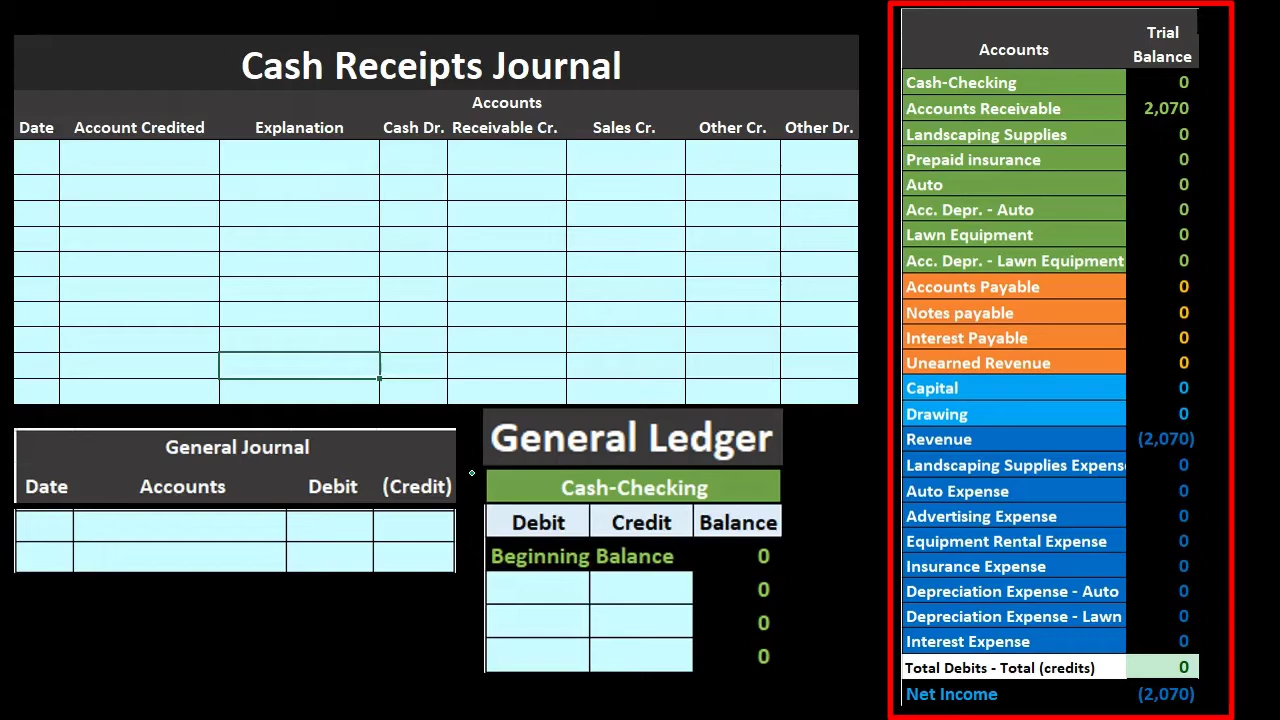 Cash Receipts Journal
Accounts
Date Account Credited Explanation Cash Dr. Receivable Cr. Sales Cr. Other Cr. Other Dr.
General Journal
Date Accounts Debit (Credit)
General Ledger
Cash-Checking
Debit Credit Balance
Beginning Balance 0
0
0
0
Trial
Accounts Balance
Cash-Checking 0
Accounts Receivable 2,070
Landscaping Supplies 0
Prepaid insurance 0
Auto 0
Acc. Depr. - Auto 0
Lawn Equipment 0
Acc. Depr. - Lawn Equipment 0
Accounts Payable 0
Notes payable 0
Interest Payable 0
Unearned Revenue 0
Capital 0
Drawing 0
Revenue (2,070)
Landscaping Supplies Expens 0
Auto Expense 0
Advertising Expense 0
Equipment Rental Expense 0
Insurance Expense 0
Depreciation Expense - Auto 0
Depreciation Expense - Lawn 0
Interest Expense 0
Total Debits - Total (credits) 0
Net Income (2,070)